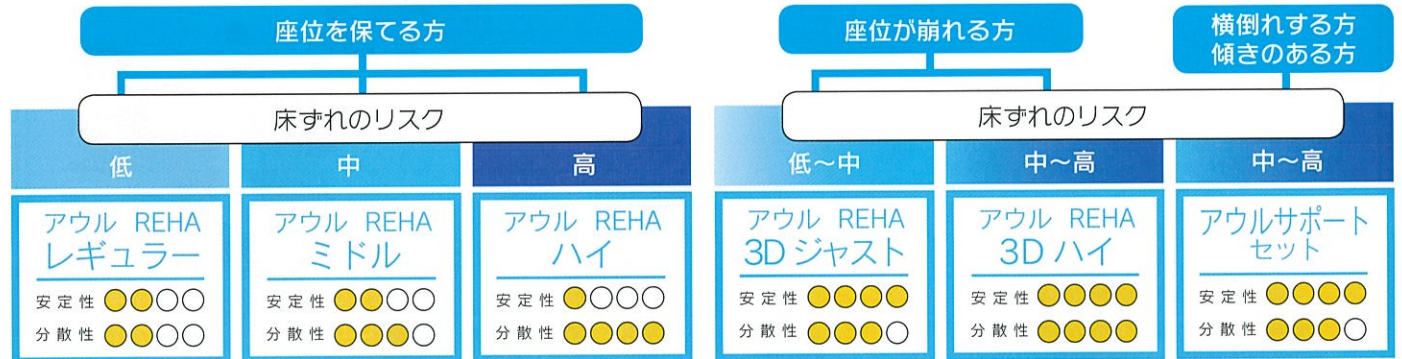 座位を保てる方
床ずれのリスク
低
中
高
アウル REHA
レギュラー
安定性
分散性
アウル REHA
ミドル
安定性
分散性
アウル REHA
ハイ
安定性
分散性
座位が崩れる方
横倒れする方
傾きのある方
床ずれのリスク
低～中
中～高
中～高
アウル REHA
3D ジャスト
安定性
分散性
アウル REHA
3D ハイ
安定性
分散性
アウルサポート
セット
安定性
分散性